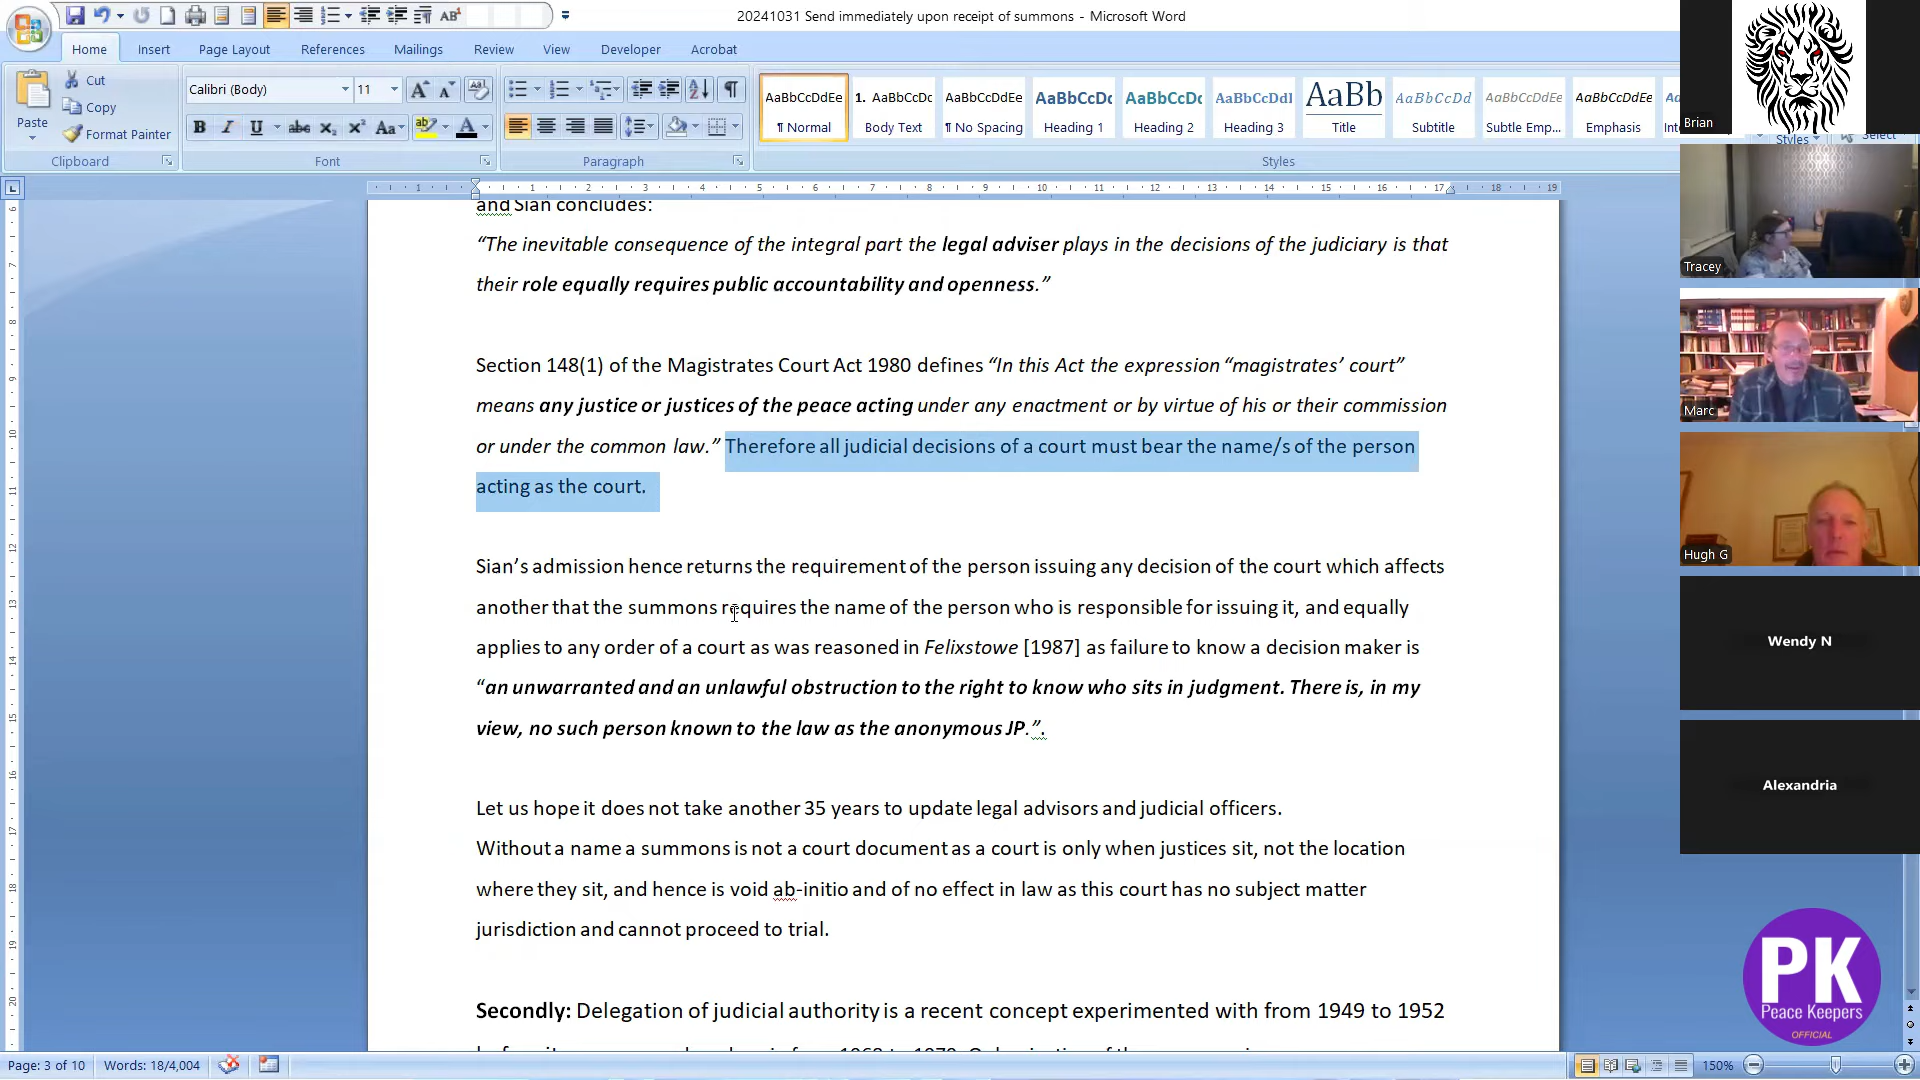 20241031 Send immediately upon receipt of summons - Microsoft Word
Home Insert Page Layout References Mailings Review View Developer Acrobat
Cut
Copy
Format Painter
Paste
Clipboard
Calibri (Body) 11
Font
Paragraph
AaBbCcDdEe 1. AaBbCcDc AaBbCcDdEe AaBbCcDc AaBbCcDc AaBbCcDdI AaBb AaBbCcDd AaBbCcDdEe AaBbCcDdEe
¶ Normal Body Text ¶ No Spacing Heading 1 Heading 2 Heading 3 Title Subtitle Subtle Emp... Emphasis
Styles
Styles
Select
and Sian concludes:
“The inevitable consequence of the integral part the legal adviser plays in the decisions of the judiciary is that
their role equally requires public accountability and openness.”
Section 148(1) of the Magistrates Court Act 1980 defines “In this Act the expression “magistrates’ court”
means any justice or justices of the peace acting under any enactment or by virtue of his or their commission
or under the common law.” Therefore all judicial decisions of a court must bear the name/s of the person
acting as the court.
Sian’s admission hence returns the requirement of the person issuing any decision of the court which affects
another that the summons requires the name of the person who is responsible for issuing it, and equally
applies to any order of a court as was reasoned in Felixstowe [1987] as failure to know a decision maker is
“an unwarranted and an unlawful obstruction to the right to know who sits in judgment. There is, in my
view, no such person known to the law as the anonymous JP.”.
Let us hope it does not take another 35 years to update legal advisors and judicial officers.
Without a name a summons is not a court document as a court is only when justices sit, not the location
where they sit, and hence is void ab-initio and of no effect in law as this court has no subject matter
jurisdiction and cannot proceed to trial.
Secondly: Delegation of judicial authority is a recent concept experimented with from 1949 to 1952
Page: 3 of 10 Words: 18/4,004
150%
Brian
Tracey
Marc
Hugh G
Wendy N
Alexandria
PK
Peace Keepers
OFFICIAL